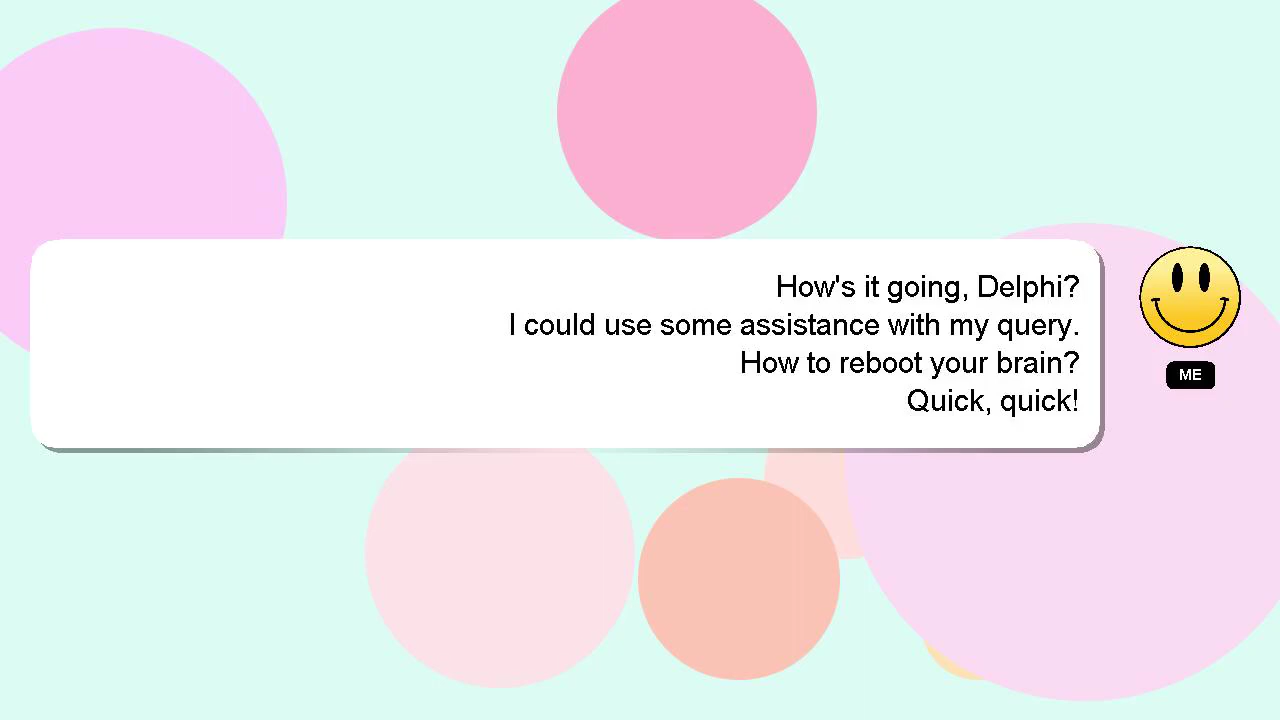 How's it going, Delphi?
I could use some assistance with my query.
How to reboot your brain?
Quick, quick!
ME